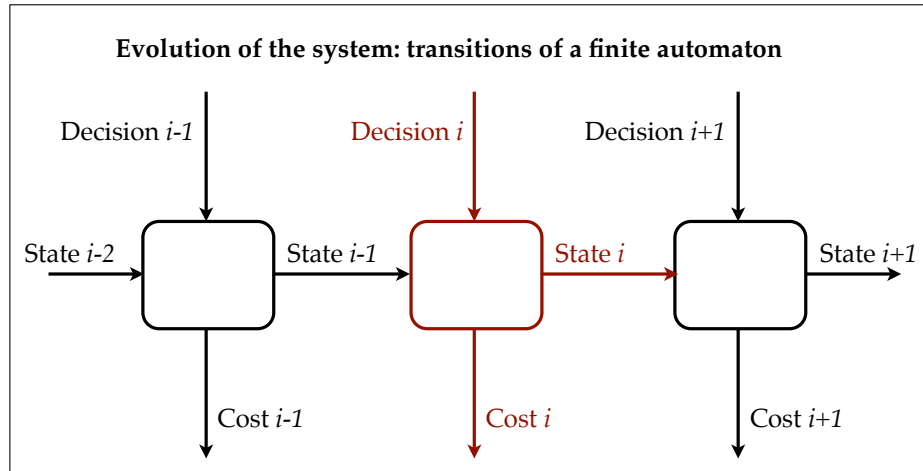 Evolution of the system: transitions of a finite automaton
Decision i-1
Decision i
Decision i+1
State i-2
State i-1
State i
State i+1
Cost i-1
Cost i
Cost i+1